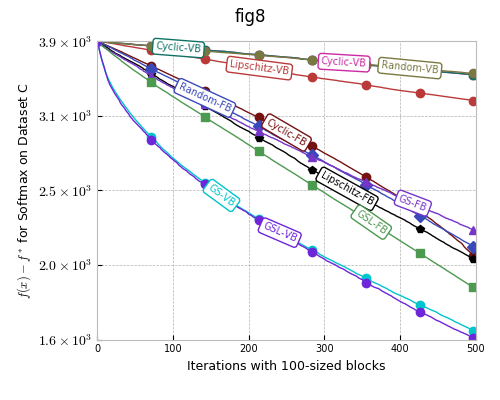 fig8
f(x) − f* for Softmax on Dataset C
3.9 × 10³
3.1 × 10³
2.5 × 10³
2.0 × 10³
1.6 × 10³
Cyclic-VB
Lipschitz-VB
Cyclic-VB
Random-VB
Random-FB
Cyclic-FB
Lipschitz-FB
GS-FB
GS-VB
GSL-VB
GSL-FB
0 100 200 300 400 500
Iterations with 100-sized blocks